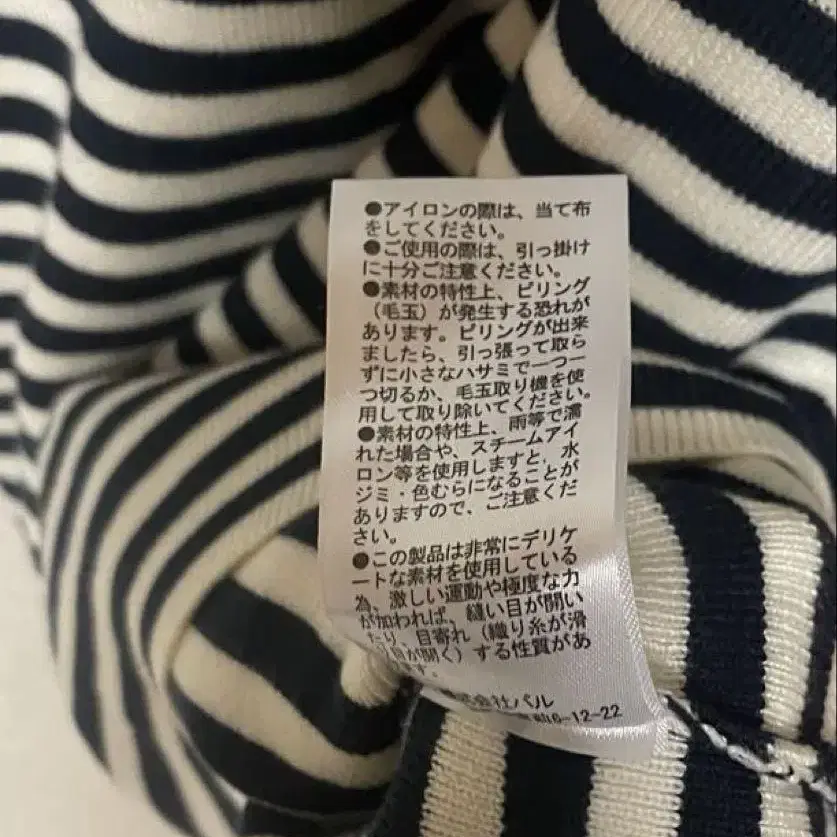 ●アイロンの際は、当て布
をしてください。
●ご使用の際は、引っ掛け
に十分ご注意ください。
●素材の特性上、ピリング
（毛玉）が発生する恐れが
あります。ピリングが出来
ましたら、引っ張って取ら
ずに小さなハサミで一つ一
つ切るか、毛玉取り機を使
用して取り除いてください。
●素材の特性上、雨等で濡
れた場合や、スチームアイ
ロン等を使用しますと、水
ジミ・色むらになることが
ありますので、ご注意くだ
さい。
●この製品は非常にデリケ
ートな素材を使用している
為、激しい運動や極度な力
が加われば、縫い目が開い
たり、目寄れ（織り糸が滑
り目が開く）する性質があ
ます。
会社パル
6-12-22